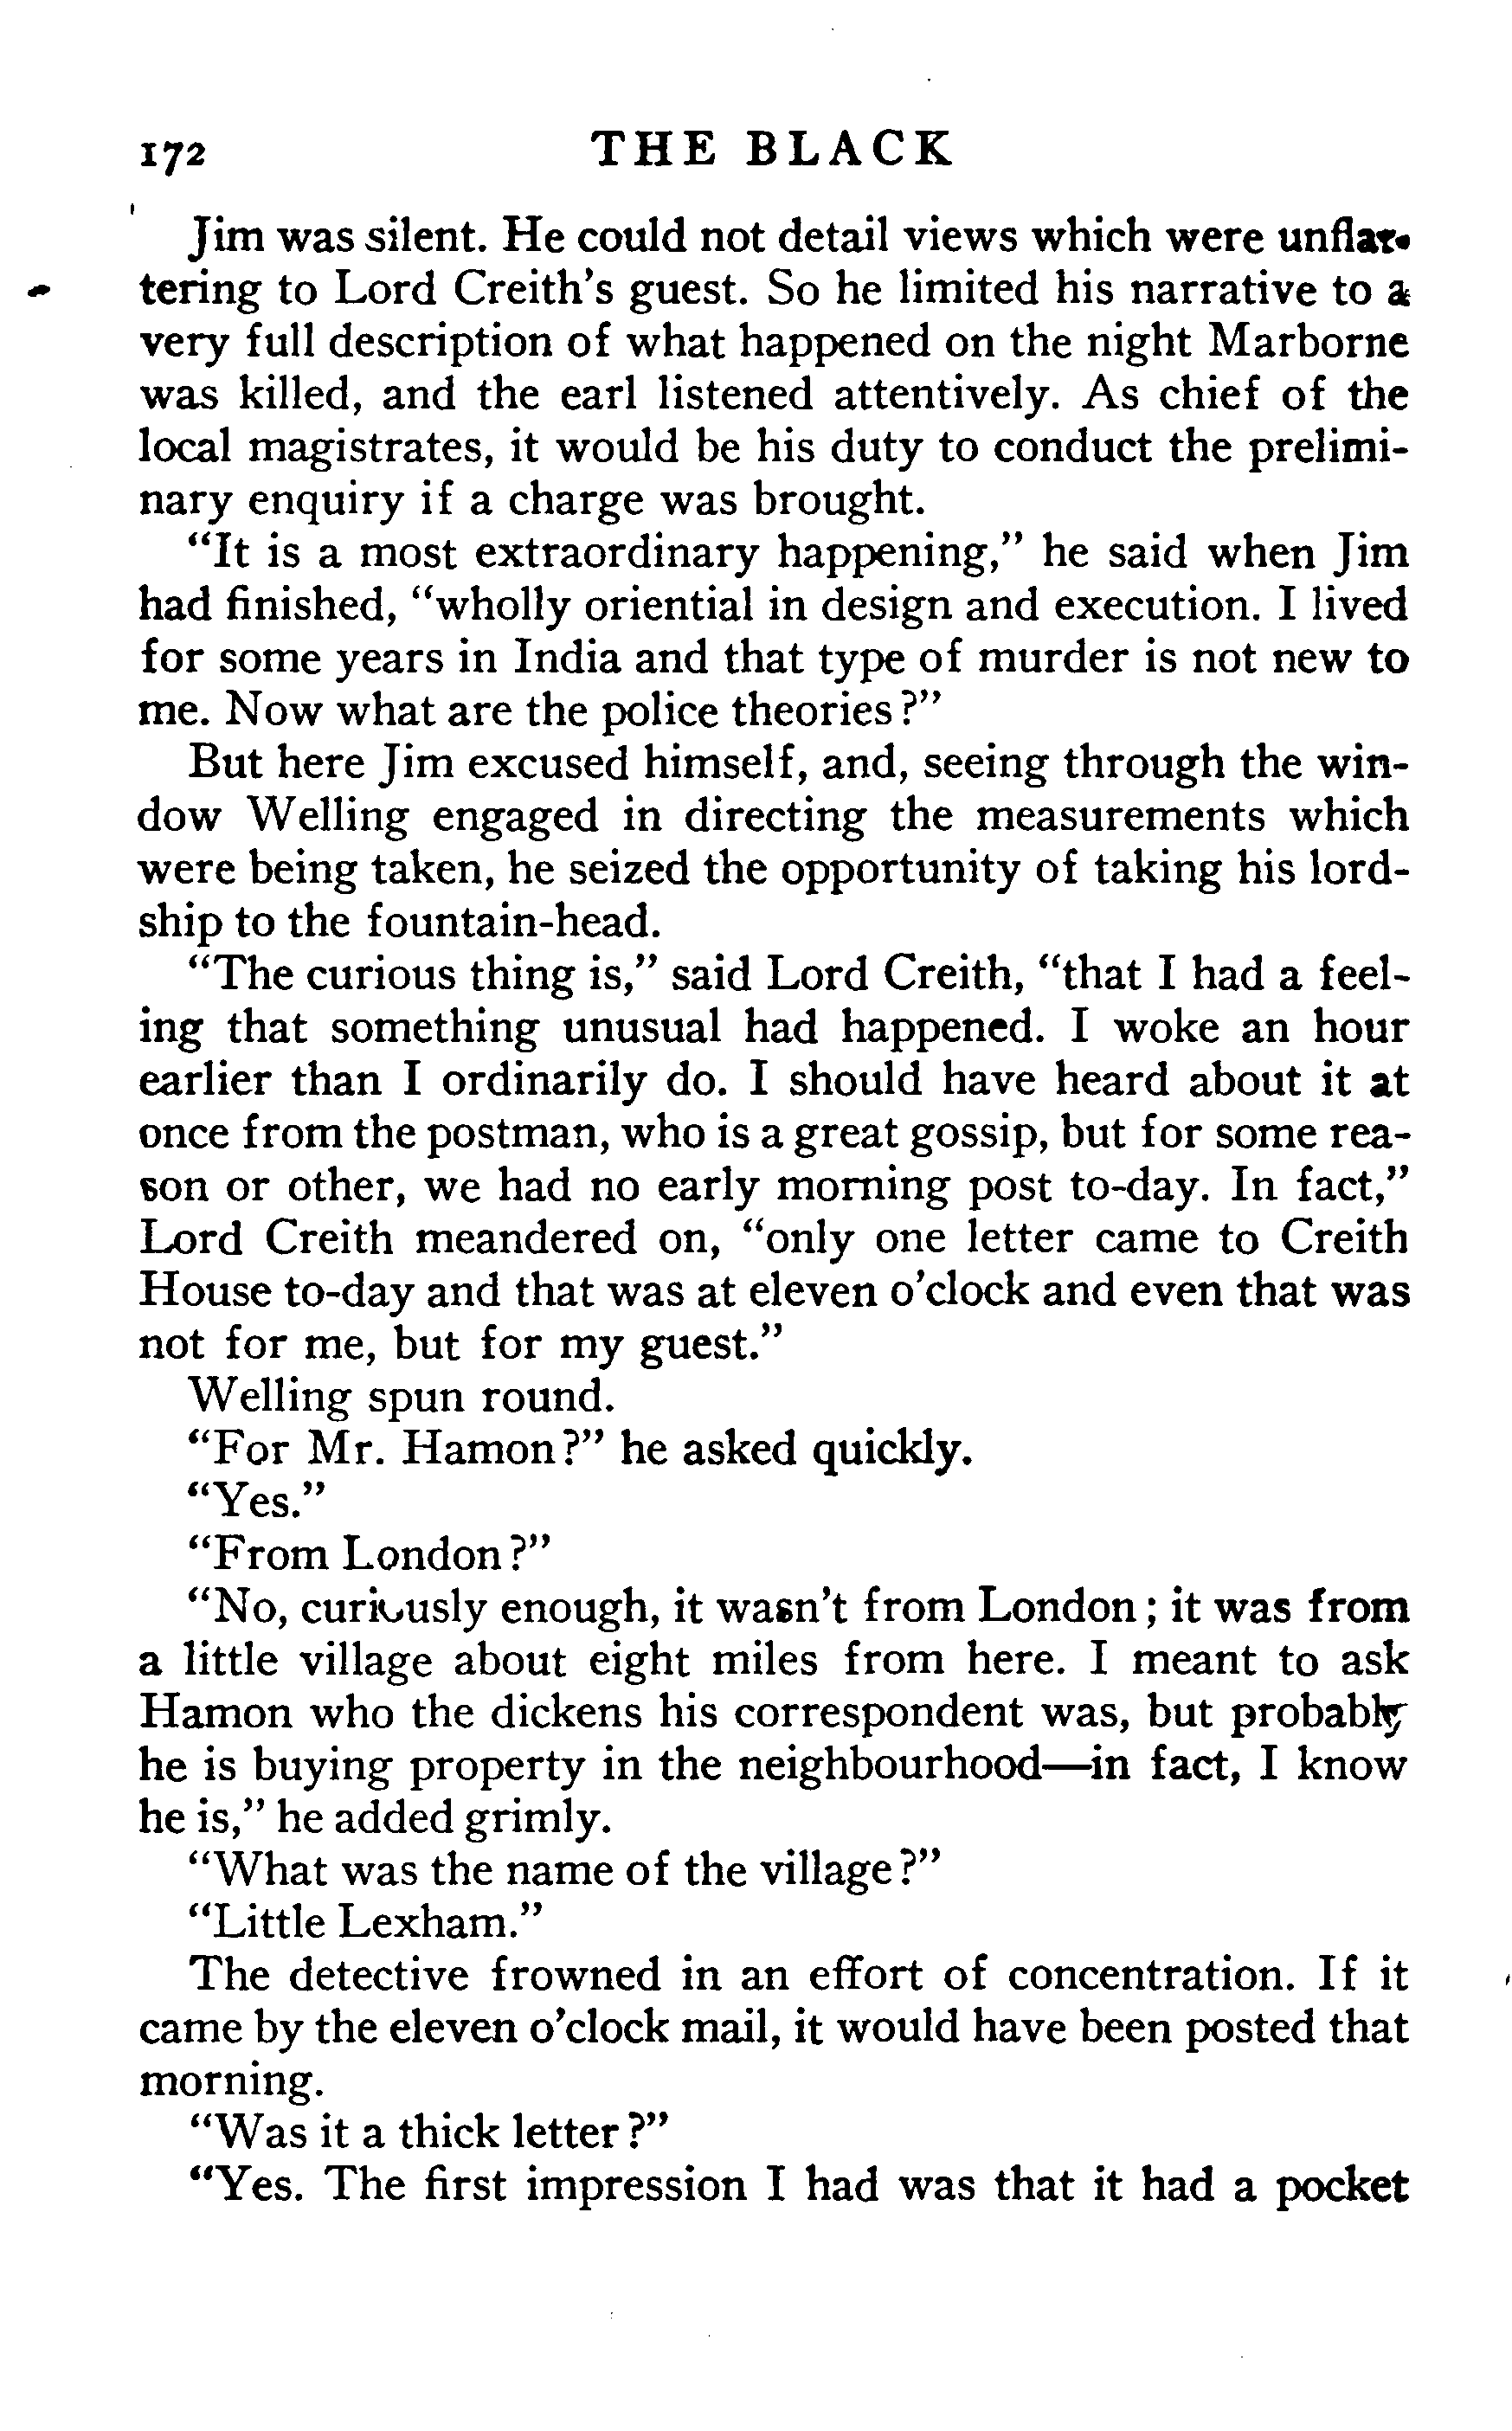 172 THE BLACK
Jim was silent. He could not detail views which were unflat-
tering to Lord Creith's guest. So he limited his narrative to a
very full description of what happened on the night Marborne
was killed, and the earl listened attentively. As chief of the
local magistrates, it would be his duty to conduct the prelimi-
nary enquiry if a charge was brought.
"It is a most extraordinary happening," he said when Jim
had finished, "wholly oriental in design and execution. I lived
for some years in India and that type of murder is not new to
me. Now what are the police theories?"
But here Jim excused himself, and, seeing through the win-
dow Welling engaged in directing the measurements which
were being taken, he seized the opportunity of taking his lord-
ship to the fountain-head.
"The curious thing is," said Lord Creith, "that I had a feel-
ing that something unusual had happened. I woke an hour
earlier than I ordinarily do. I should have heard about it at
once from the postman, who is a great gossip, but for some rea-
son or other, we had no early morning post to-day. In fact,"
Lord Creith meandered on, "only one letter came to Creith
House to-day and that was at eleven o'clock and even that was
not for me, but for my guest."
Welling spun round.
"For Mr. Hamon?" he asked quickly.
"Yes."
"From London?"
"No, curiously enough, it wasn't from London; it was from
a little village about eight miles from here. I meant to ask
Hamon who the dickens his correspondent was, but probably
he is buying property in the neighbourhood—in fact, I know
he is," he added grimly.
"What was the name of the village?"
"Little Lexham."
The detective frowned in an effort of concentration. If it
came by the eleven o'clock mail, it would have been posted that
morning.
"Was it a thick letter?"
"Yes. The first impression I had was that it had a pocket